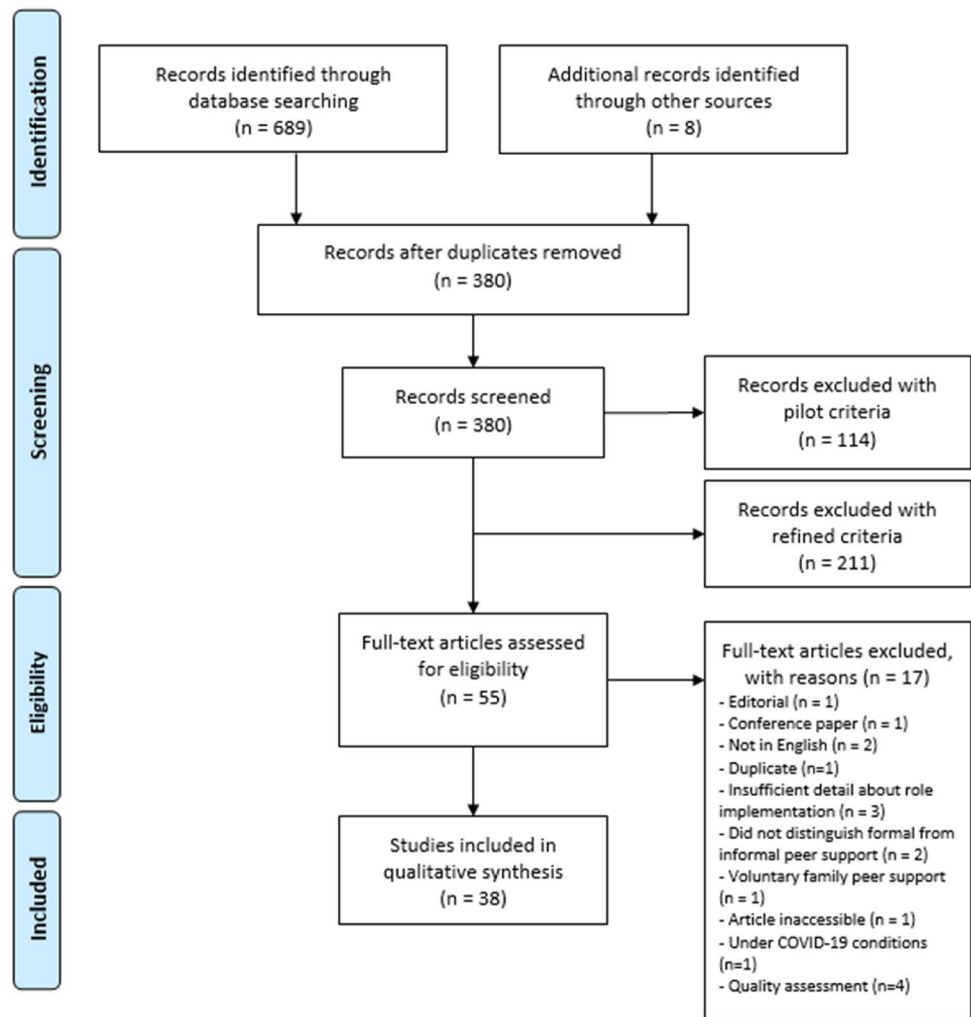 Identification
Records identified through
database searching
(n = 689)
Additional records identified
through other sources
(n = 8)
Screening
Records after duplicates removed
(n = 380)
Records screened
(n = 380)
Records excluded with
pilot criteria
(n = 114)
Records excluded with
refined criteria
(n = 211)
Eligibility
Full-text articles assessed
for eligibility
(n = 55)
Full-text articles excluded,
with reasons (n = 17)
- Editorial (n = 1)
- Conference paper (n = 1)
- Not in English (n = 2)
- Duplicate (n=1)
- Insufficient detail about role
implementation (n = 3)
- Did not distinguish formal from
informal peer support (n = 2)
- Voluntary family peer support
(n = 1)
- Article inaccessible (n = 1)
- Under COVID-19 conditions
(n=1)
- Quality assessment (n=4)
Included
Studies included in
qualitative synthesis
(n = 38)